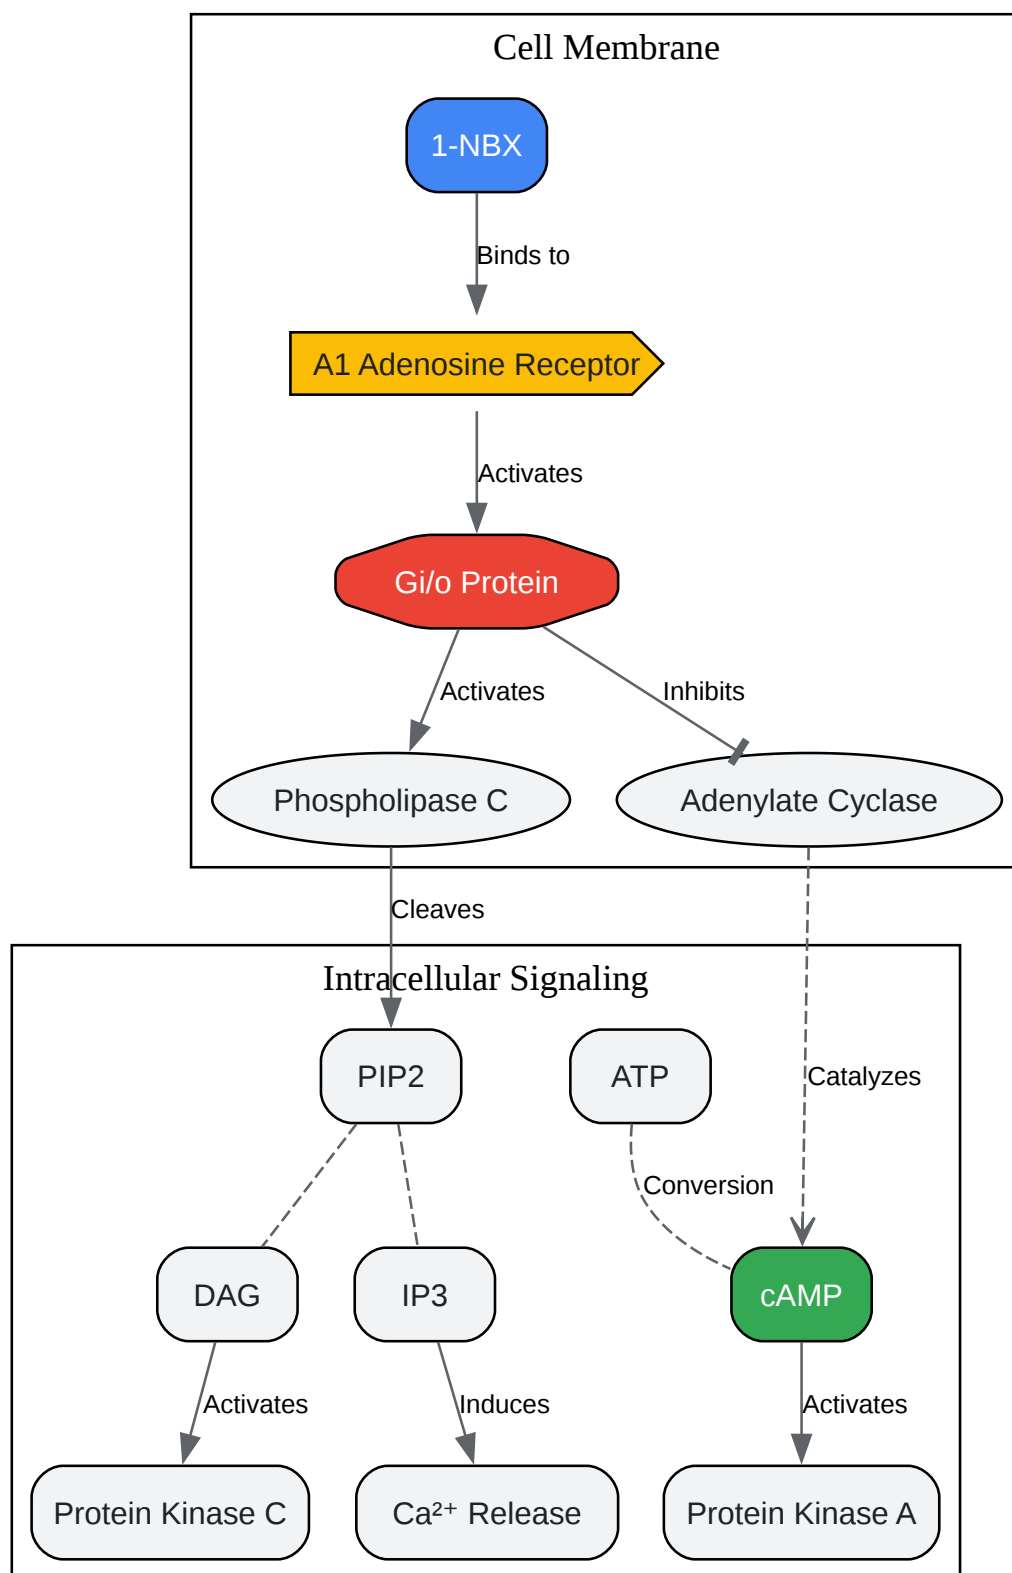 Cell Membrane
1-NBX
Binds to
A1 Adenosine Receptor
Activates
Gi/o Protein
Activates
Inhibits
Phospholipase C
Adenylate Cyclase
Cleaves
Intracellular Signaling
PIP2
ATP
Catalyzes
Conversion
DAG
IP3
cAMP
Activates
Induces
Activates
Protein Kinase C
Ca²⁺ Release
Protein Kinase A